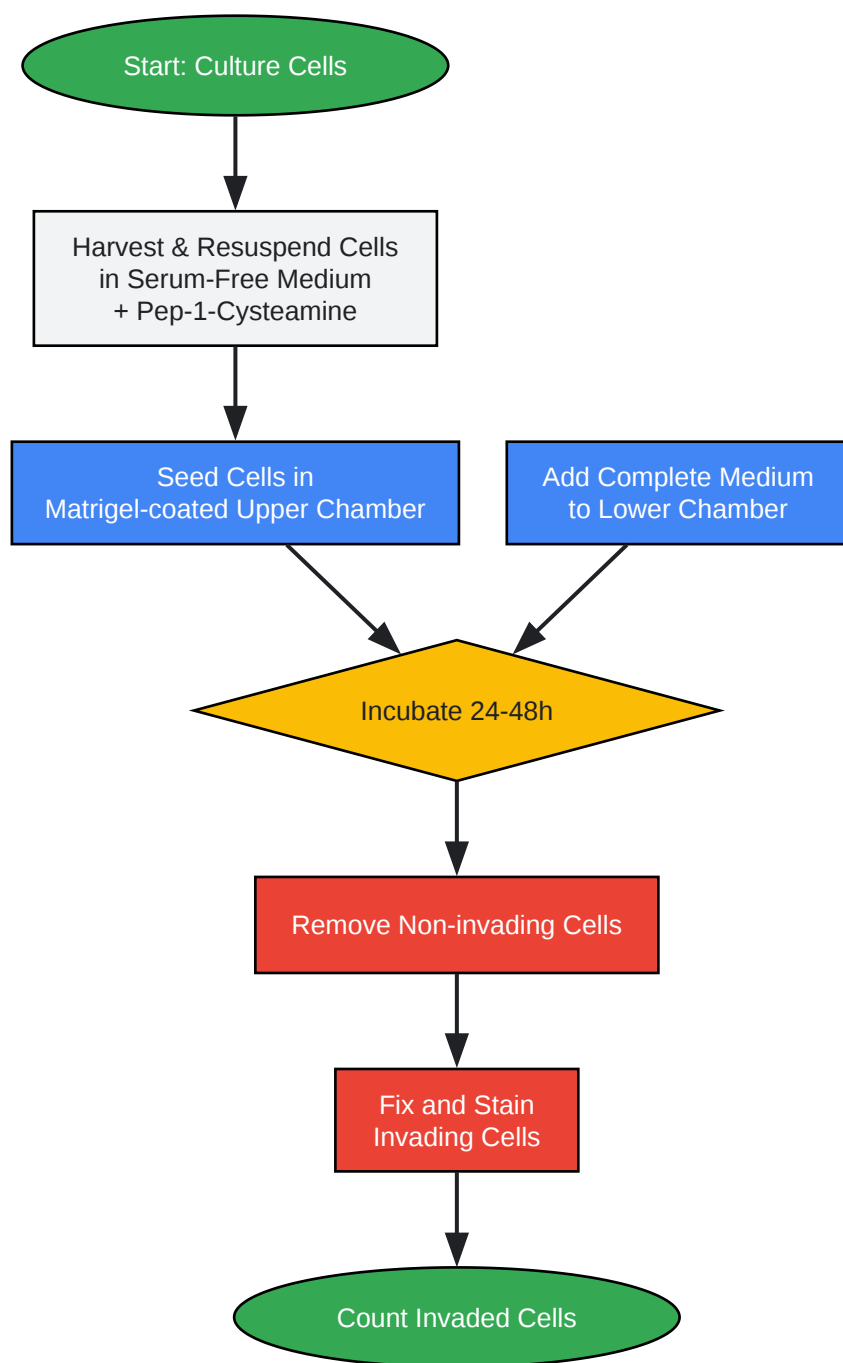 Start: Culture Cells
Harvest & Resuspend Cells
in Serum-Free Medium
+ Pep-1-Cysteamine
Seed Cells in
Matrigel-coated Upper Chamber
Add Complete Medium
to Lower Chamber
Incubate 24-48h
Remove Non-invading Cells
Fix and Stain
Invading Cells
Count Invaded Cells